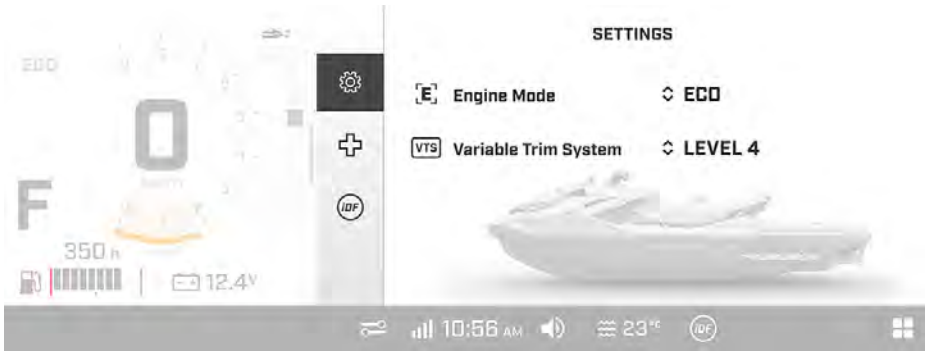 SETTINGS
ECO
E Engine Mode ECO
0
VTS Variable Trim System LEVEL 4
F
iDF
350 h
12.4V
10:56 AM 23°C iDF